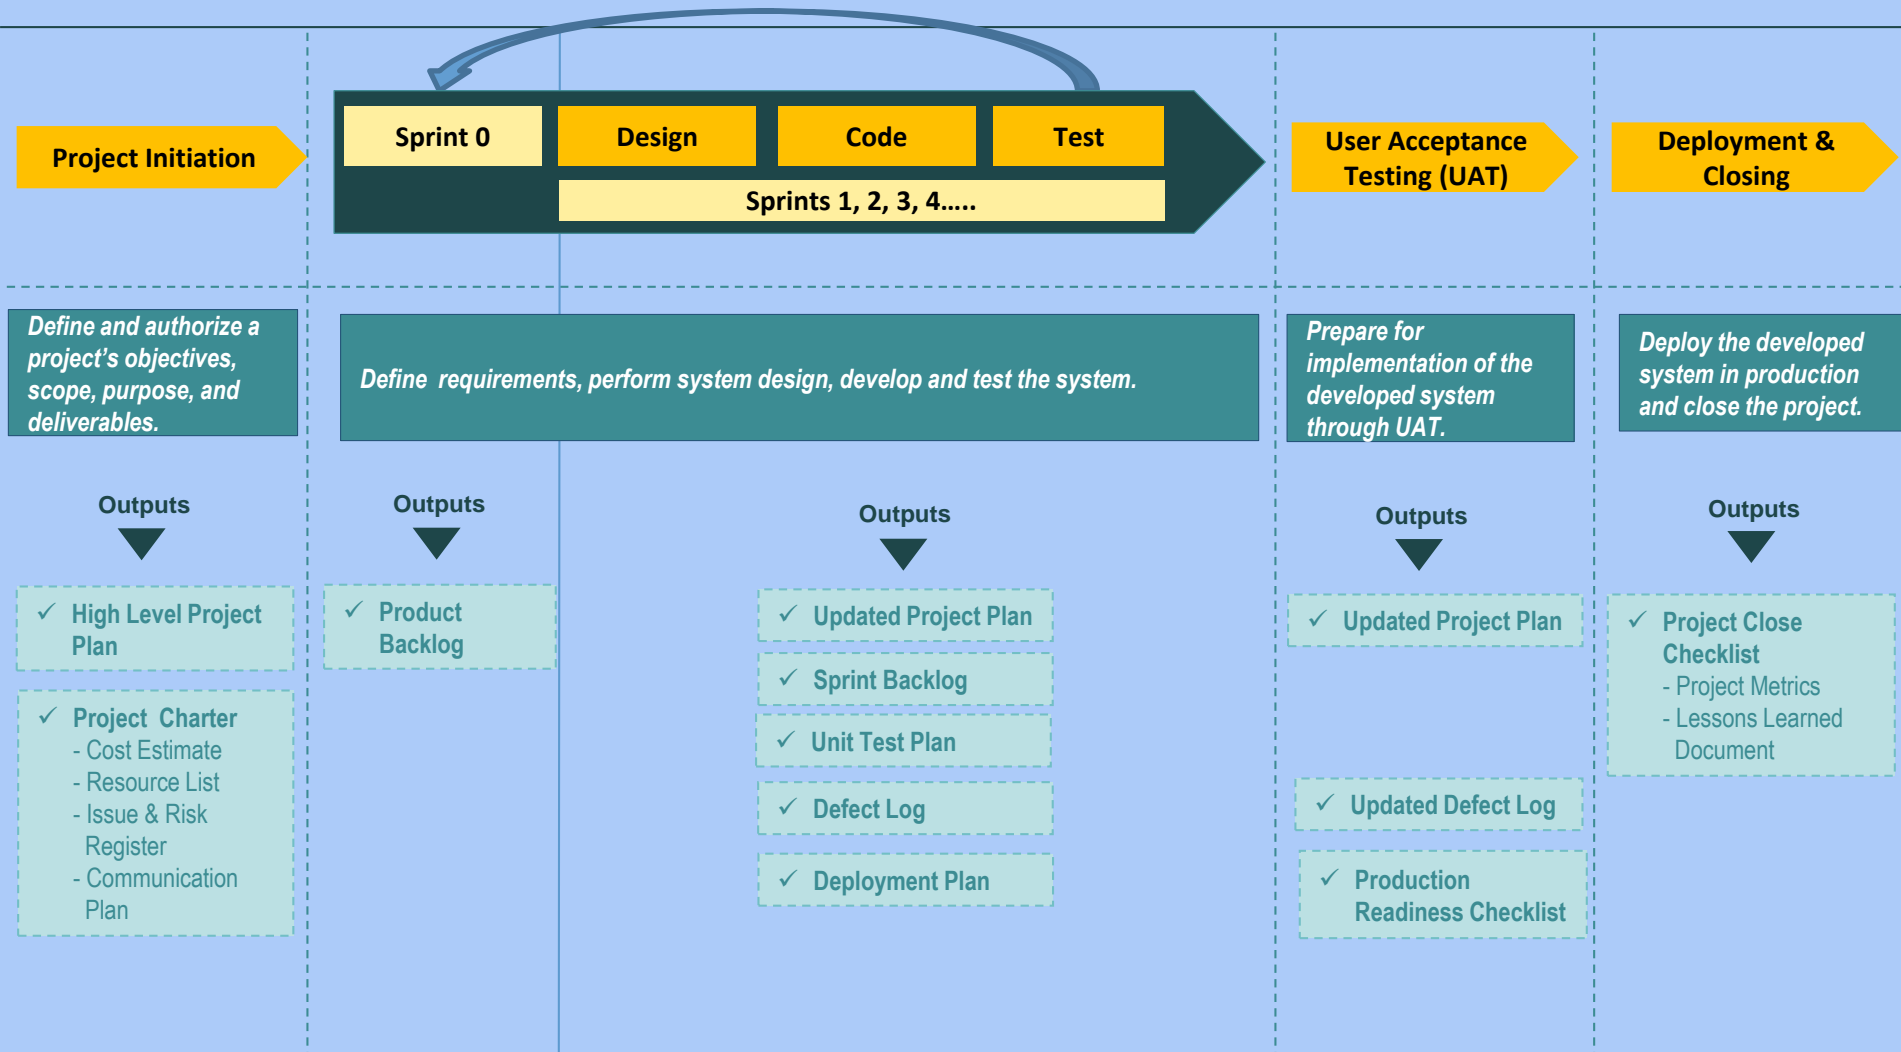 Project Initiation
Sprint 0
Design
Code
Test
Sprints 1, 2, 3, 4.....
User Acceptance
Testing (UAT)
Deployment &
Closing
Define and authorize a
project’s objectives,
scope, purpose, and
deliverables.
Define  requirements, perform system design, develop and test the system.
Prepare for
implementation of the
developed system
through UAT.
Deploy the developed
system in production
and close the project.
Outputs
✓ High Level Project
Plan
✓ Project  Charter
- Cost Estimate
- Resource List
- Issue & Risk
Register
- Communication
Plan
Outputs
✓ Product
Backlog
Outputs
✓ Updated Project Plan
✓ Sprint Backlog
✓ Unit Test Plan
✓ Defect Log
✓ Deployment Plan
Outputs
✓ Updated Project Plan
✓ Updated Defect Log
✓ Production
Readiness Checklist
Outputs
✓ Project Close
Checklist
- Project Metrics
- Lessons Learned
Document